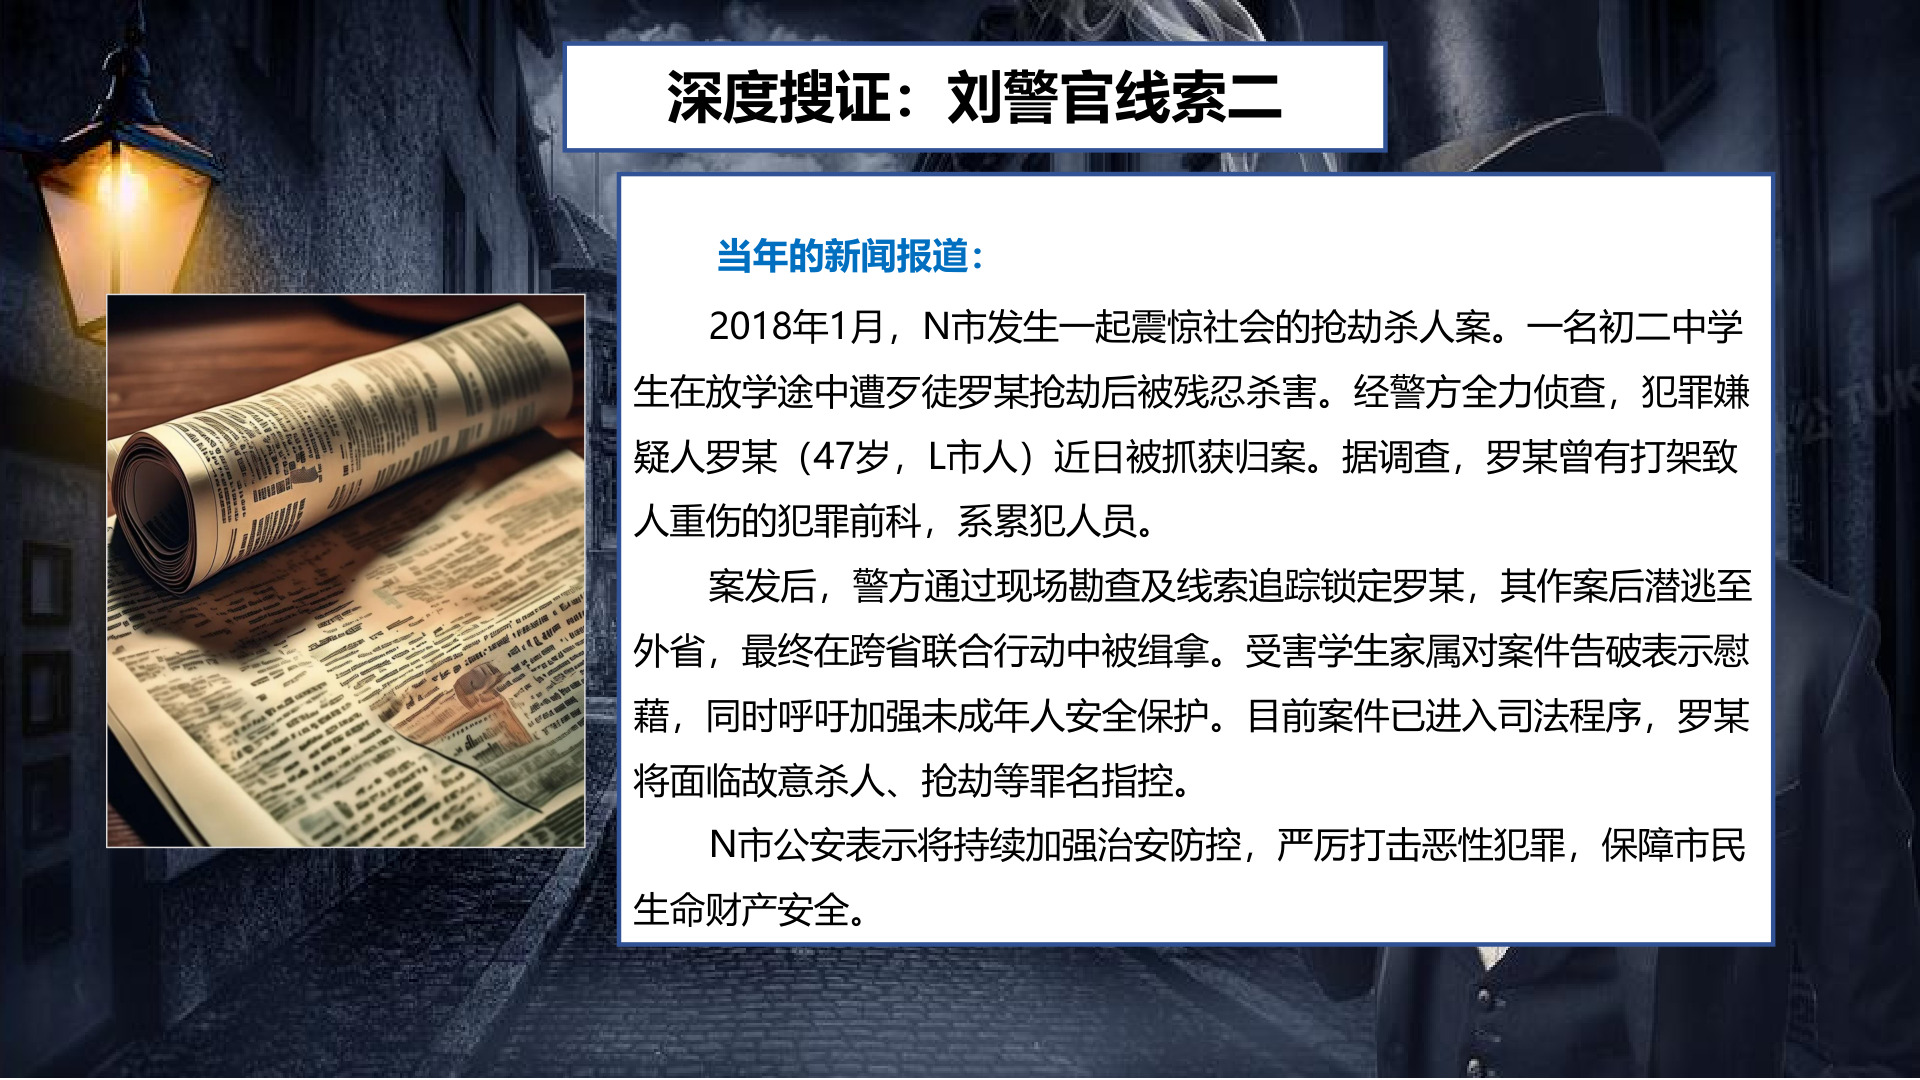 深度搜证：刘警官线索二
当年的新闻报道：
2018年1月，N市发生一起震惊社会的抢劫杀人案。一名初二中学
生在放学途中遭歹徒罗某抢劫后被残忍杀害。经警方全力侦查，犯罪嫌
疑人罗某（47岁，L市人）近日被抓获归案。据调查，罗某曾有打架致
人重伤的犯罪前科，系累犯人员。
案发后，警方通过现场勘查及线索追踪锁定罗某，其作案后潜逃至
外省，最终在跨省联合行动中被缉拿。受害学生家属对案件告破表示慰
藉，同时呼吁加强未成年人安全保护。目前案件已进入司法程序，罗某
将面临故意杀人、抢劫等罪名指控。
N市公安表示将持续加强治安防控，严厉打击恶性犯罪，保障市民
生命财产安全。